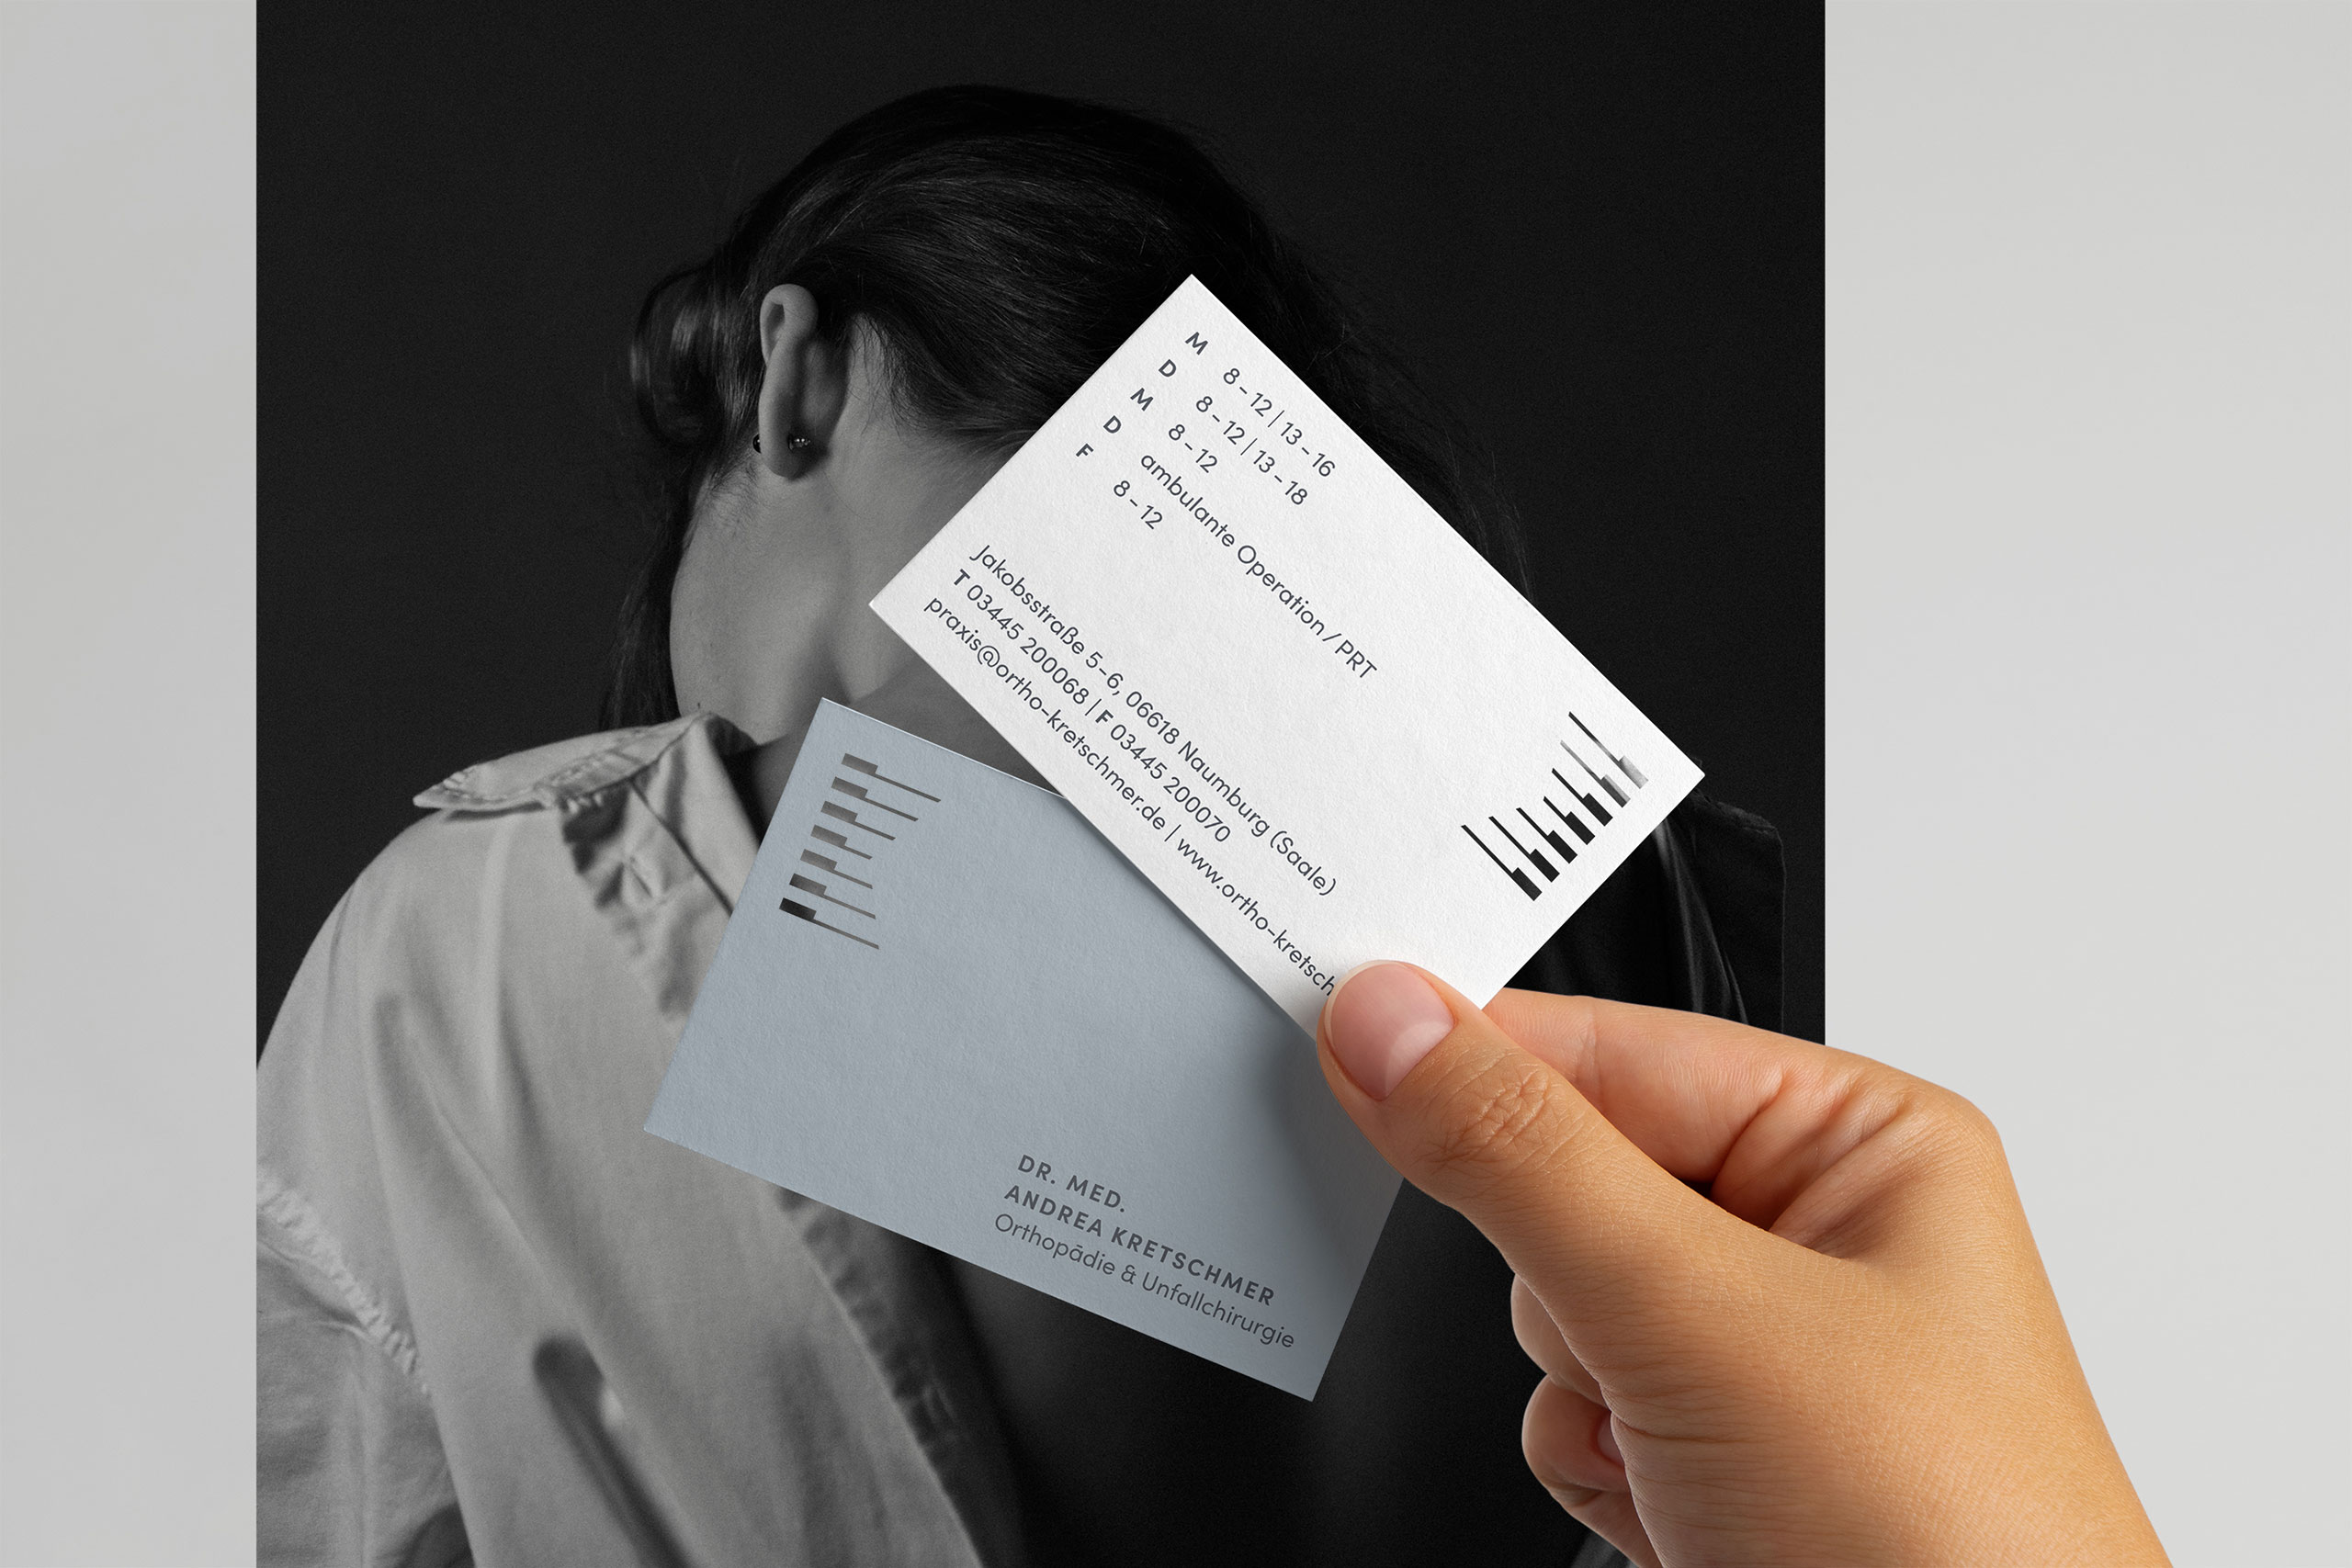 M 8 – 12 | 13 – 16
D 8 – 12 | 13 – 18
M 8 – 12
D ambulante Operation / PRT
F 8 – 12
Jakobsstraße 5-6, 06618 Naumburg (Saale)
T 03445 200068 | F 03445 200070
praxis@ortho-kretschmer.de | www.ortho-kretsch
DR. MED.
ANDREA KRETSCHMER
Orthopädie & Unfallchirurgie